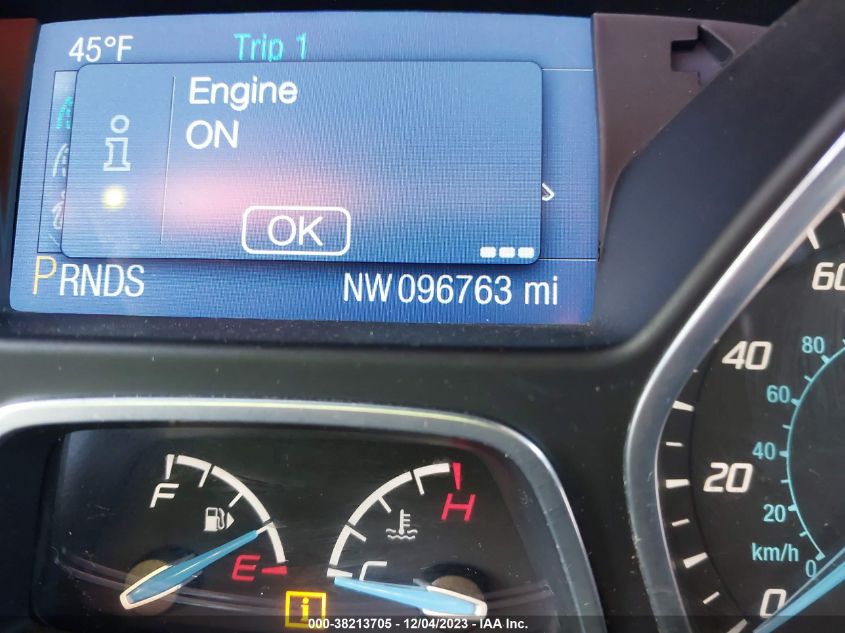 45°F Trip 1
Engine
ON
OK
PRNDS NW 096763 mi
F
E
H
C
60
40
20
0
80
60
40
20
km/h
0
000-38213705 - 12/04/2023 - IAA Inc.